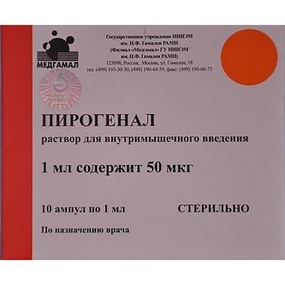 МЕДГАМАЛ
Государственное учреждение НИИЭМ
им. Н.Ф. Гамалеи РАМН
(Филиал «Медгамал» ГУ НИИЭМ
им. Н.Ф. Гамалеи РАМН)
123098, Россия, Москва, ул. Гамалеи, 18
тел. (499) 193-30-50, (499) 190-44-59, факс: (499) 190-66-71
ПИРОГЕНАЛ
раствор для внутримышечного введения
1 мл содержит 50 мкг
10 ампул по 1 мл СТЕРИЛЬНО
По назначению врача